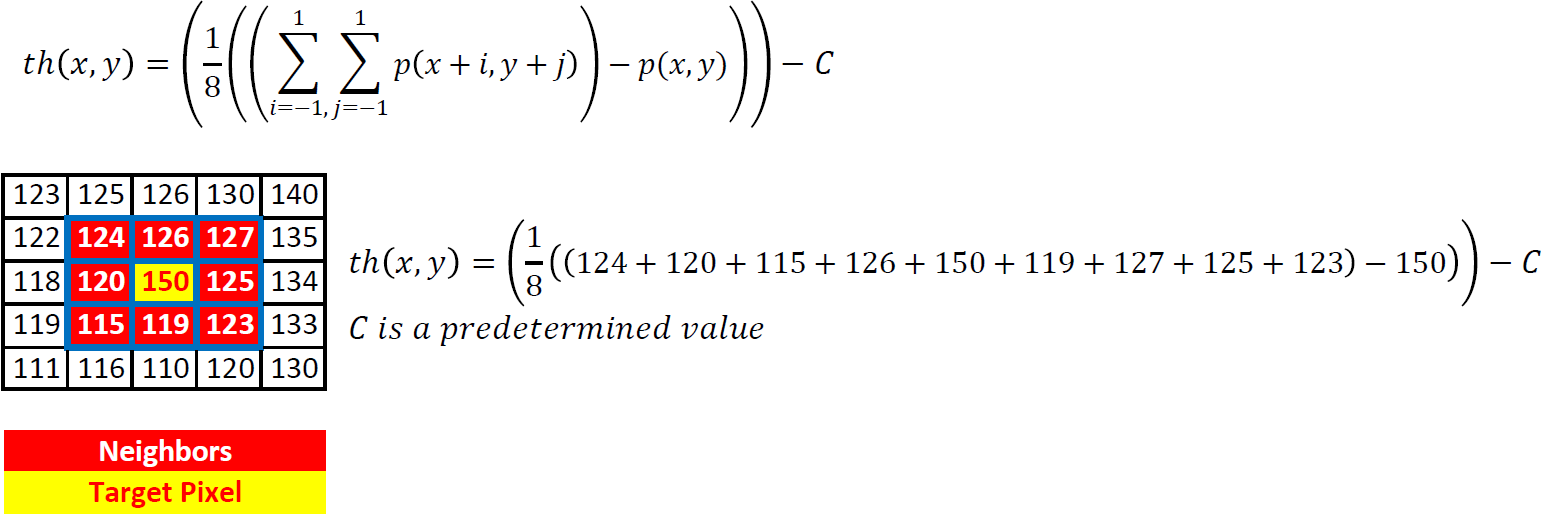 th(x, y) = (1/8((∑_{i=−1,}^{1} ∑_{j=−1}^{1} p(x + i, y + j)) − p(x, y))) − C
123 125 126 130 140
122 124 126 127 135
118 120 150 125 134
119 115 119 123 133
111 116 110 120 130
th(x, y) = (1/8((124 + 120 + 115 + 126 + 150 + 119 + 127 + 125 + 123) − 150)) − C
C is a predetermined value
Neighbors
Target Pixel